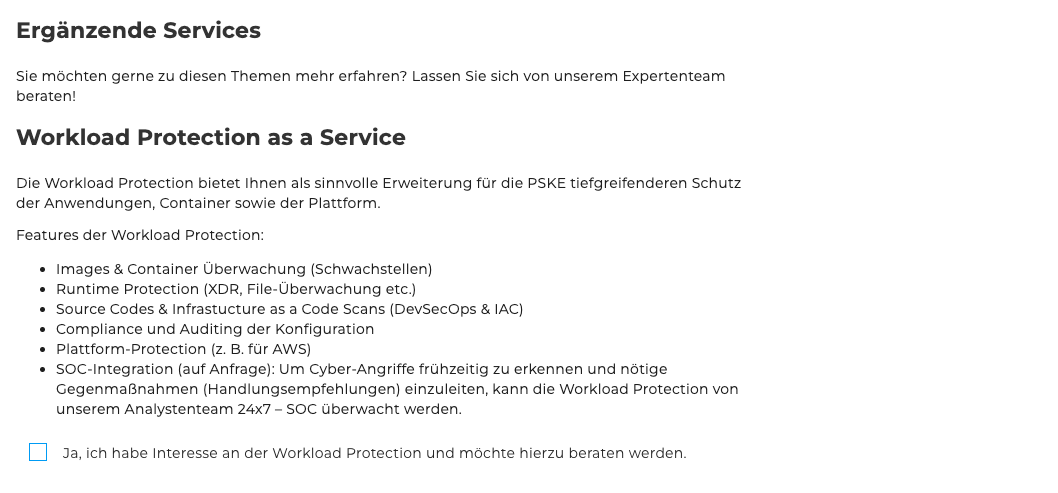 Ergänzende Services
Sie möchten gerne zu diesen Themen mehr erfahren? Lassen Sie sich von unserem Expertenteam
beraten!
Workload Protection as a Service
Die Workload Protection bietet Ihnen als sinnvolle Erweiterung für die PSKE tiefgreifenderen Schutz
der Anwendungen, Container sowie der Plattform.
Features der Workload Protection:
• Images & Container Überwachung (Schwachstellen)
• Runtime Protection (XDR, File-Überwachung etc.)
• Source Codes & Infrastucture as a Code Scans (DevSecOps & IAC)
• Compliance und Auditing der Konfiguration
• Plattform-Protection (z. B. für AWS)
• SOC-Integration (auf Anfrage): Um Cyber-Angriffe frühzeitig zu erkennen und nötige
Gegenmaßnahmen (Handlungsempfehlungen) einzuleiten, kann die Workload Protection von
unserem Analystenteam 24x7 – SOC überwacht werden.
Ja, ich habe Interesse an der Workload Protection und möchte hierzu beraten werden.